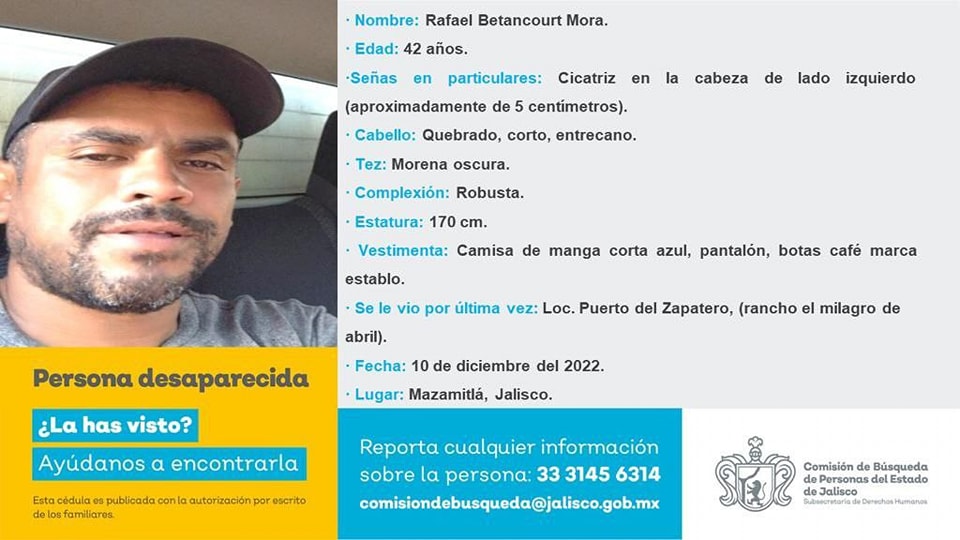 · Nombre: Rafael Betancourt Mora.
· Edad: 42 años.
·Señas en particulares: Cicatriz en la cabeza de lado izquierdo
(aproximadamente de 5 centímetros).
· Cabello: Quebrado, corto, entrecano.
· Tez: Morena oscura.
· Complexión: Robusta.
· Estatura: 170 cm.
· Vestimenta: Camisa de manga corta azul, pantalón, botas café marca
establo.
· Se le vio por última vez: Loc. Puerto del Zapatero, (rancho el milagro de
abril).
· Fecha: 10 de diciembre del 2022.
· Lugar: Mazamitlá, Jalisco.
Persona desaparecida
¿La has visto?
Ayúdanos a encontrarla
Esta cédula es publicada con la autorización por escrito
de los familiares.
Reporta cualquier información
sobre la persona: 33 3145 6314
comisiondebusqueda@jalisco.gob.mx
Comisión de Búsqueda
de Personas del Estado
de Jalisco
Subsecretaría de Derechos Humanos